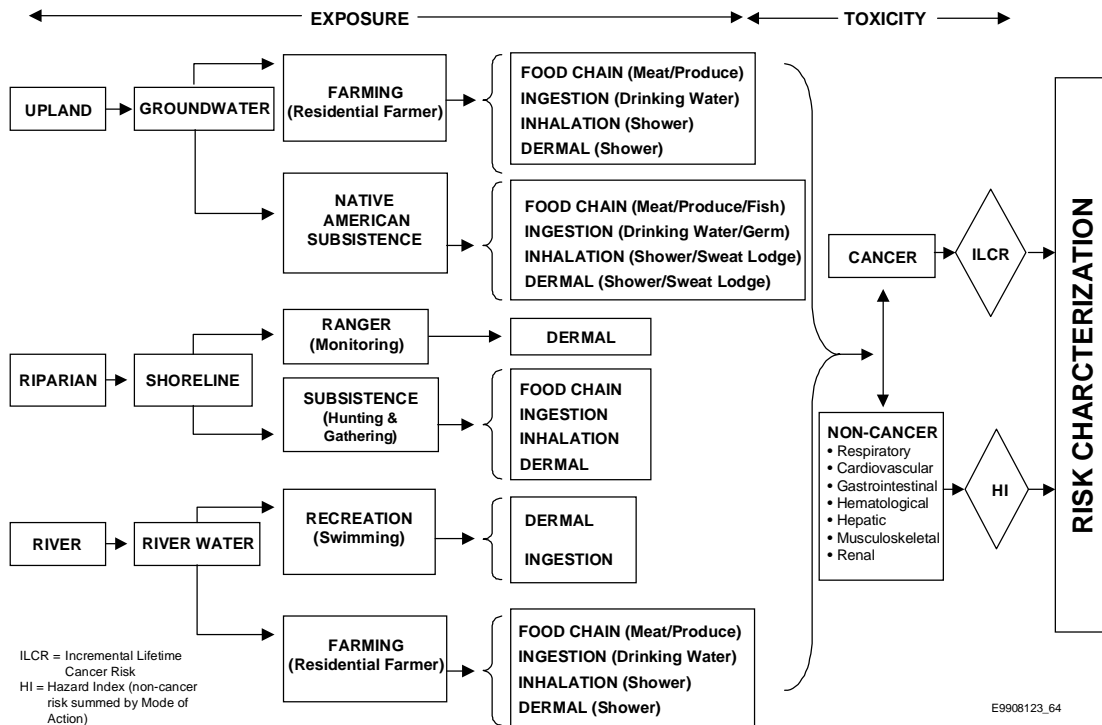 EXPOSURE
TOXICITY
UPLAND
GROUNDWATER
FARMING
(Residential Farmer)
FOOD CHAIN (Meat/Produce)
INGESTION (Drinking Water)
INHALATION (Shower)
DERMAL (Shower)
NATIVE
AMERICAN
SUBSISTENCE
FOOD CHAIN (Meat/Produce/Fish)
INGESTION (Drinking Water/Germ)
INHALATION (Shower/Sweat Lodge)
DERMAL (Shower/Sweat Lodge)
RIPARIAN
SHORELINE
RANGER
(Monitoring)
DERMAL
SUBSISTENCE
(Hunting &
Gathering)
FOOD CHAIN
INGESTION
INHALATION
DERMAL
RIVER
RIVER WATER
RECREATION
(Swimming)
DERMAL
INGESTION
FARMING
(Residential Farmer)
FOOD CHAIN (Meat/Produce)
INGESTION (Drinking Water)
INHALATION (Shower)
DERMAL (Shower)
CANCER
ILCR
NON-CANCER
• Respiratory
• Cardiovascular
• Gastrointestinal
• Hematological
• Hepatic
• Musculoskeletal
• Renal
HI
RISK CHARCTERIZATION
ILCR = Incremental Lifetime
Cancer Risk
HI = Hazard Index (non-cancer
risk summed by Mode of
Action)
E9908123_64